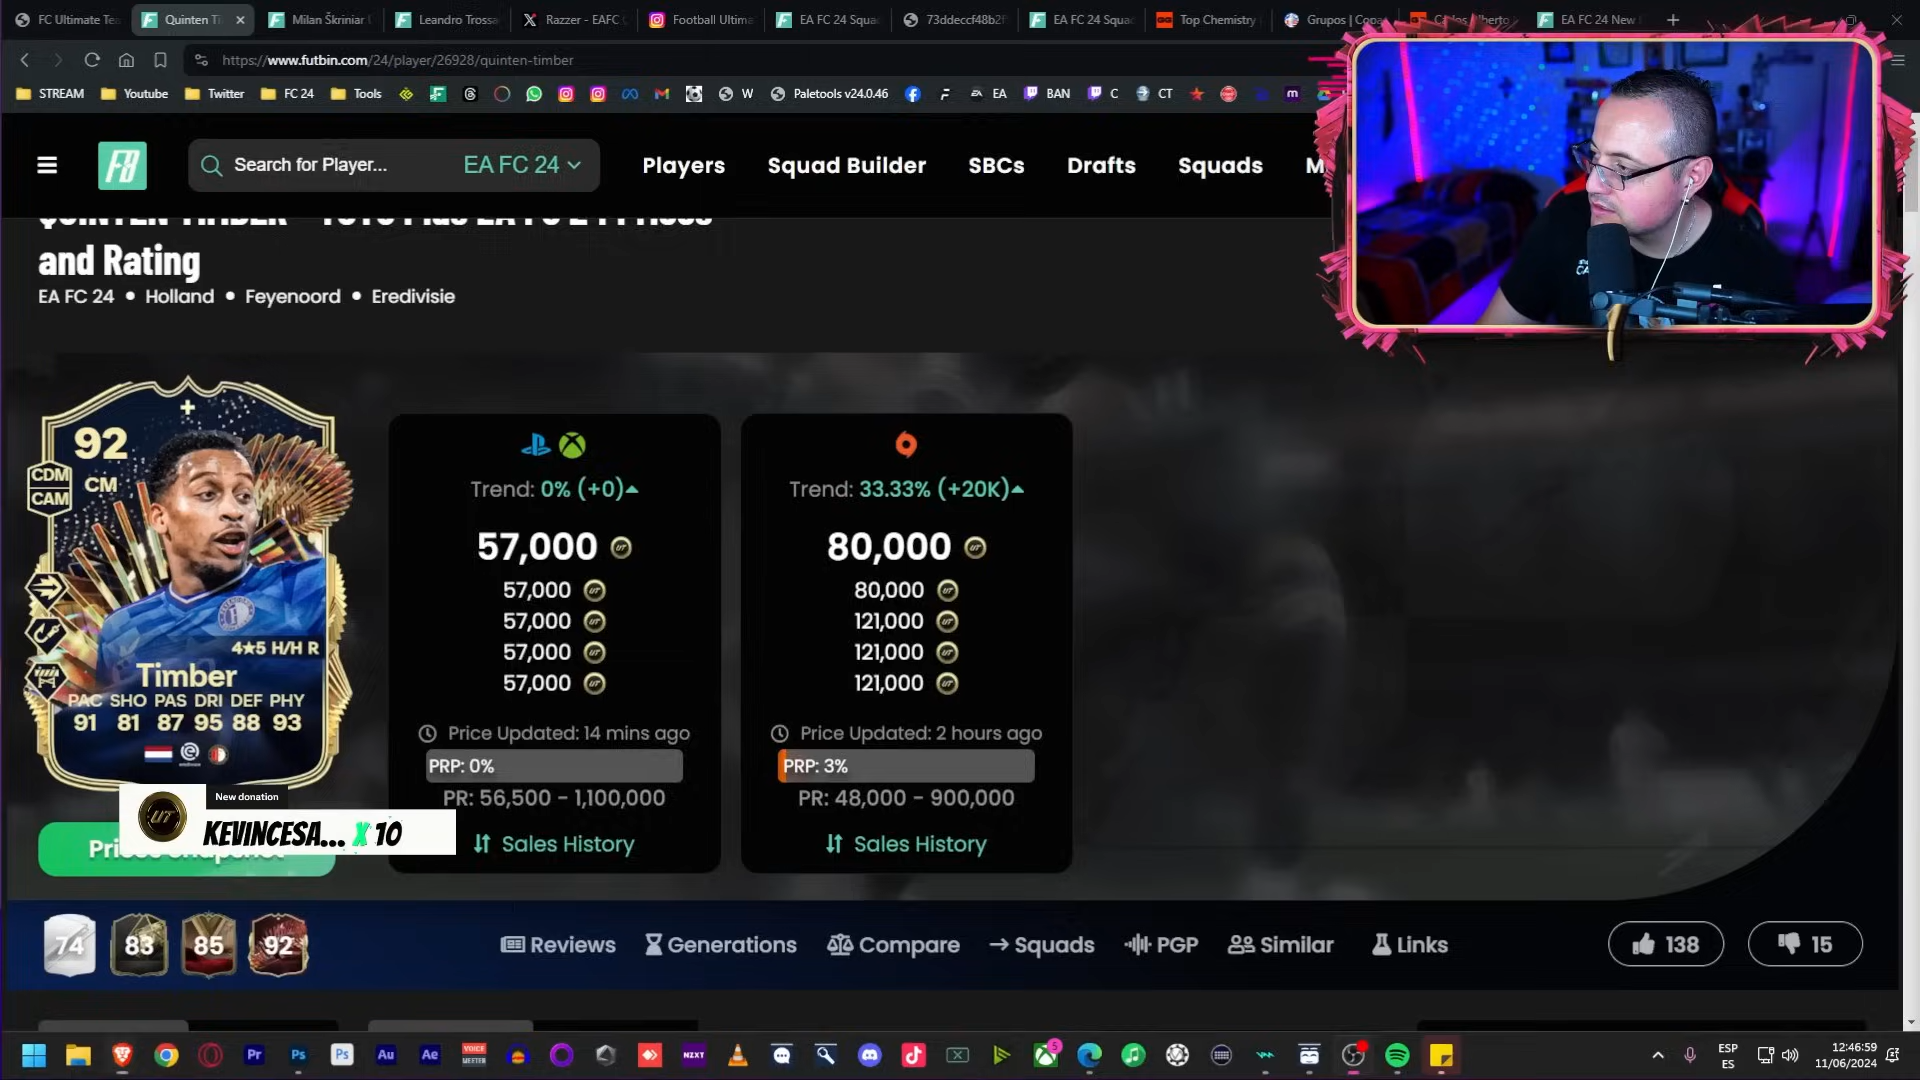 FC Ultimate Te
Quinten Ti
Milan Škriniar
Leandro Trossa
Razzer - EAFC
Football Ultima
EA FC 24 Squa
73ddeccf48b2f
EA FC 24 Squa
Top Chemistry
Grupos | Copa
EA FC 24 New
https://www.futbin.com/24/player/26928/quinten-timber
STREAM
Youtube
Twitter
FC 24
Tools
W
Paletools v24.0.46
EA
BAN
C
CT
Search for Player...
EA FC 24
Players
Squad Builder
SBCs
Drafts
Squads
M
and Rating
EA FC 24 • Holland • Feyenoord • Eredivisie
92
CM
CDM
CAM
4★5 H/H R
Timber
PAC SHO PAS DRI DEF PHY
91 81 87 95 88 93
Trend: 0% (+0)
57,000
57,000
57,000
57,000
57,000
Price Updated: 14 mins ago
PRP: 0%
PR: 56,500 - 1,100,000
Sales History
Trend: 33.33% (+20K)
80,000
80,000
121,000
121,000
121,000
Price Updated: 2 hours ago
PRP: 3%
PR: 48,000 - 900,000
Sales History
New donation
KEVINCESA... X 10
74
83
85
92
Reviews
Generations
Compare
Squads
PGP
Similar
Links
138
15
ESP
ES
12:46:59
11/06/2024